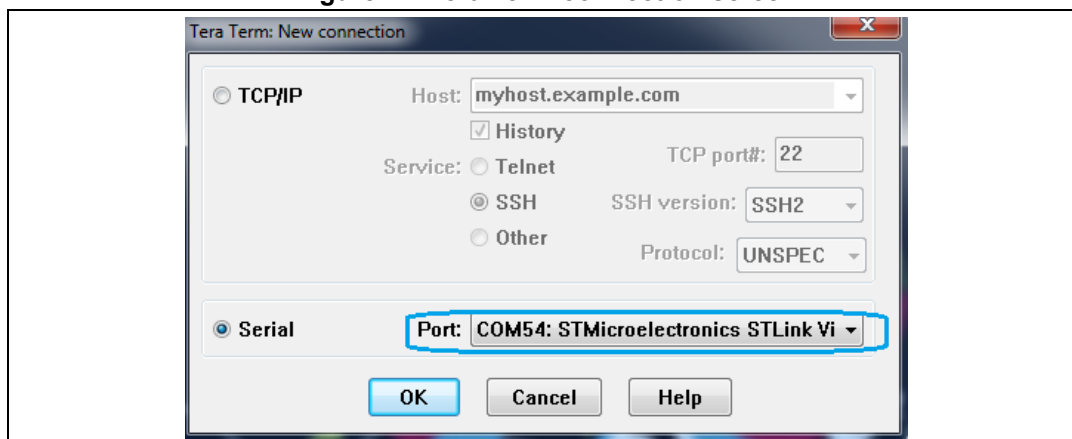 Tera Term: New connection
TCP/IP Host: myhost.example.com
History
Service: Telnet TCP port#: 22
SSH SSH version: SSH2
Other Protocol: UNSPEC
Serial Port: COM54: STMicroelectronics STLink Vi
OK Cancel Help